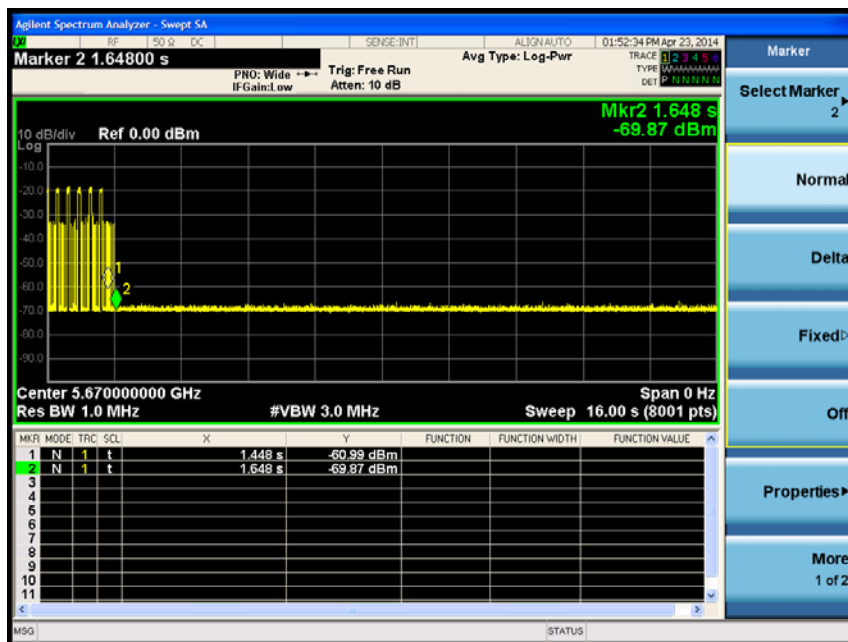 Agilent Spectrum Analyzer - Swept SA
RF 50 Ω DC SENSE:INT ALIGN AUTO 01:52:34 PM Apr 23, 2014
Marker 2 1.64800 s
PNO: Wide Trig: Free Run Avg Type: Log-Pwr TRACE 1 2 3 4 5 6
IFGain:Low Atten: 10 dB TYPE W
DET P N N N N N
Marker
Select Marker
2
Normal
Delta
Fixed
Off
Properties
More
1 of 2
Mkr2 1.648 s
-69.87 dBm
10 dB/div Ref 0.00 dBm
Log
-10.0
-20.0
-30.0
-40.0
-50.0
-60.0
-70.0
-80.0
-90.0
1
2
Center 5.670000000 GHz Span 0 Hz
Res BW 1.0 MHz #VBW 3.0 MHz Sweep 16.00 s (8001 pts)
MKR MODE TRC SCL X Y FUNCTION FUNCTION WIDTH FUNCTION VALUE
1 N 1 t 1.448 s -60.99 dBm
2 N 1 t 1.648 s -69.87 dBm
3
4
5
6
7
8
9
10
11
MSG STATUS